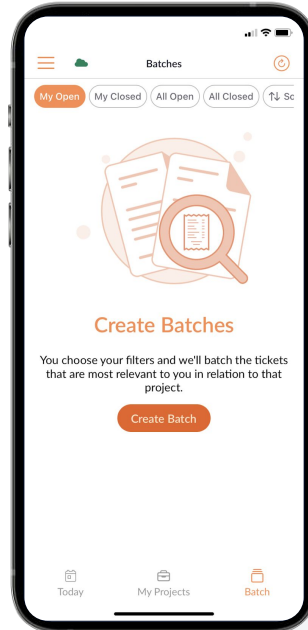 Batches
My Open
My Closed
All Open
All Closed
Sc
Create Batches
You choose your filters and we'll batch the tickets
that are most relevant to you in relation to that
project.
Create Batch
Today
My Projects
Batch